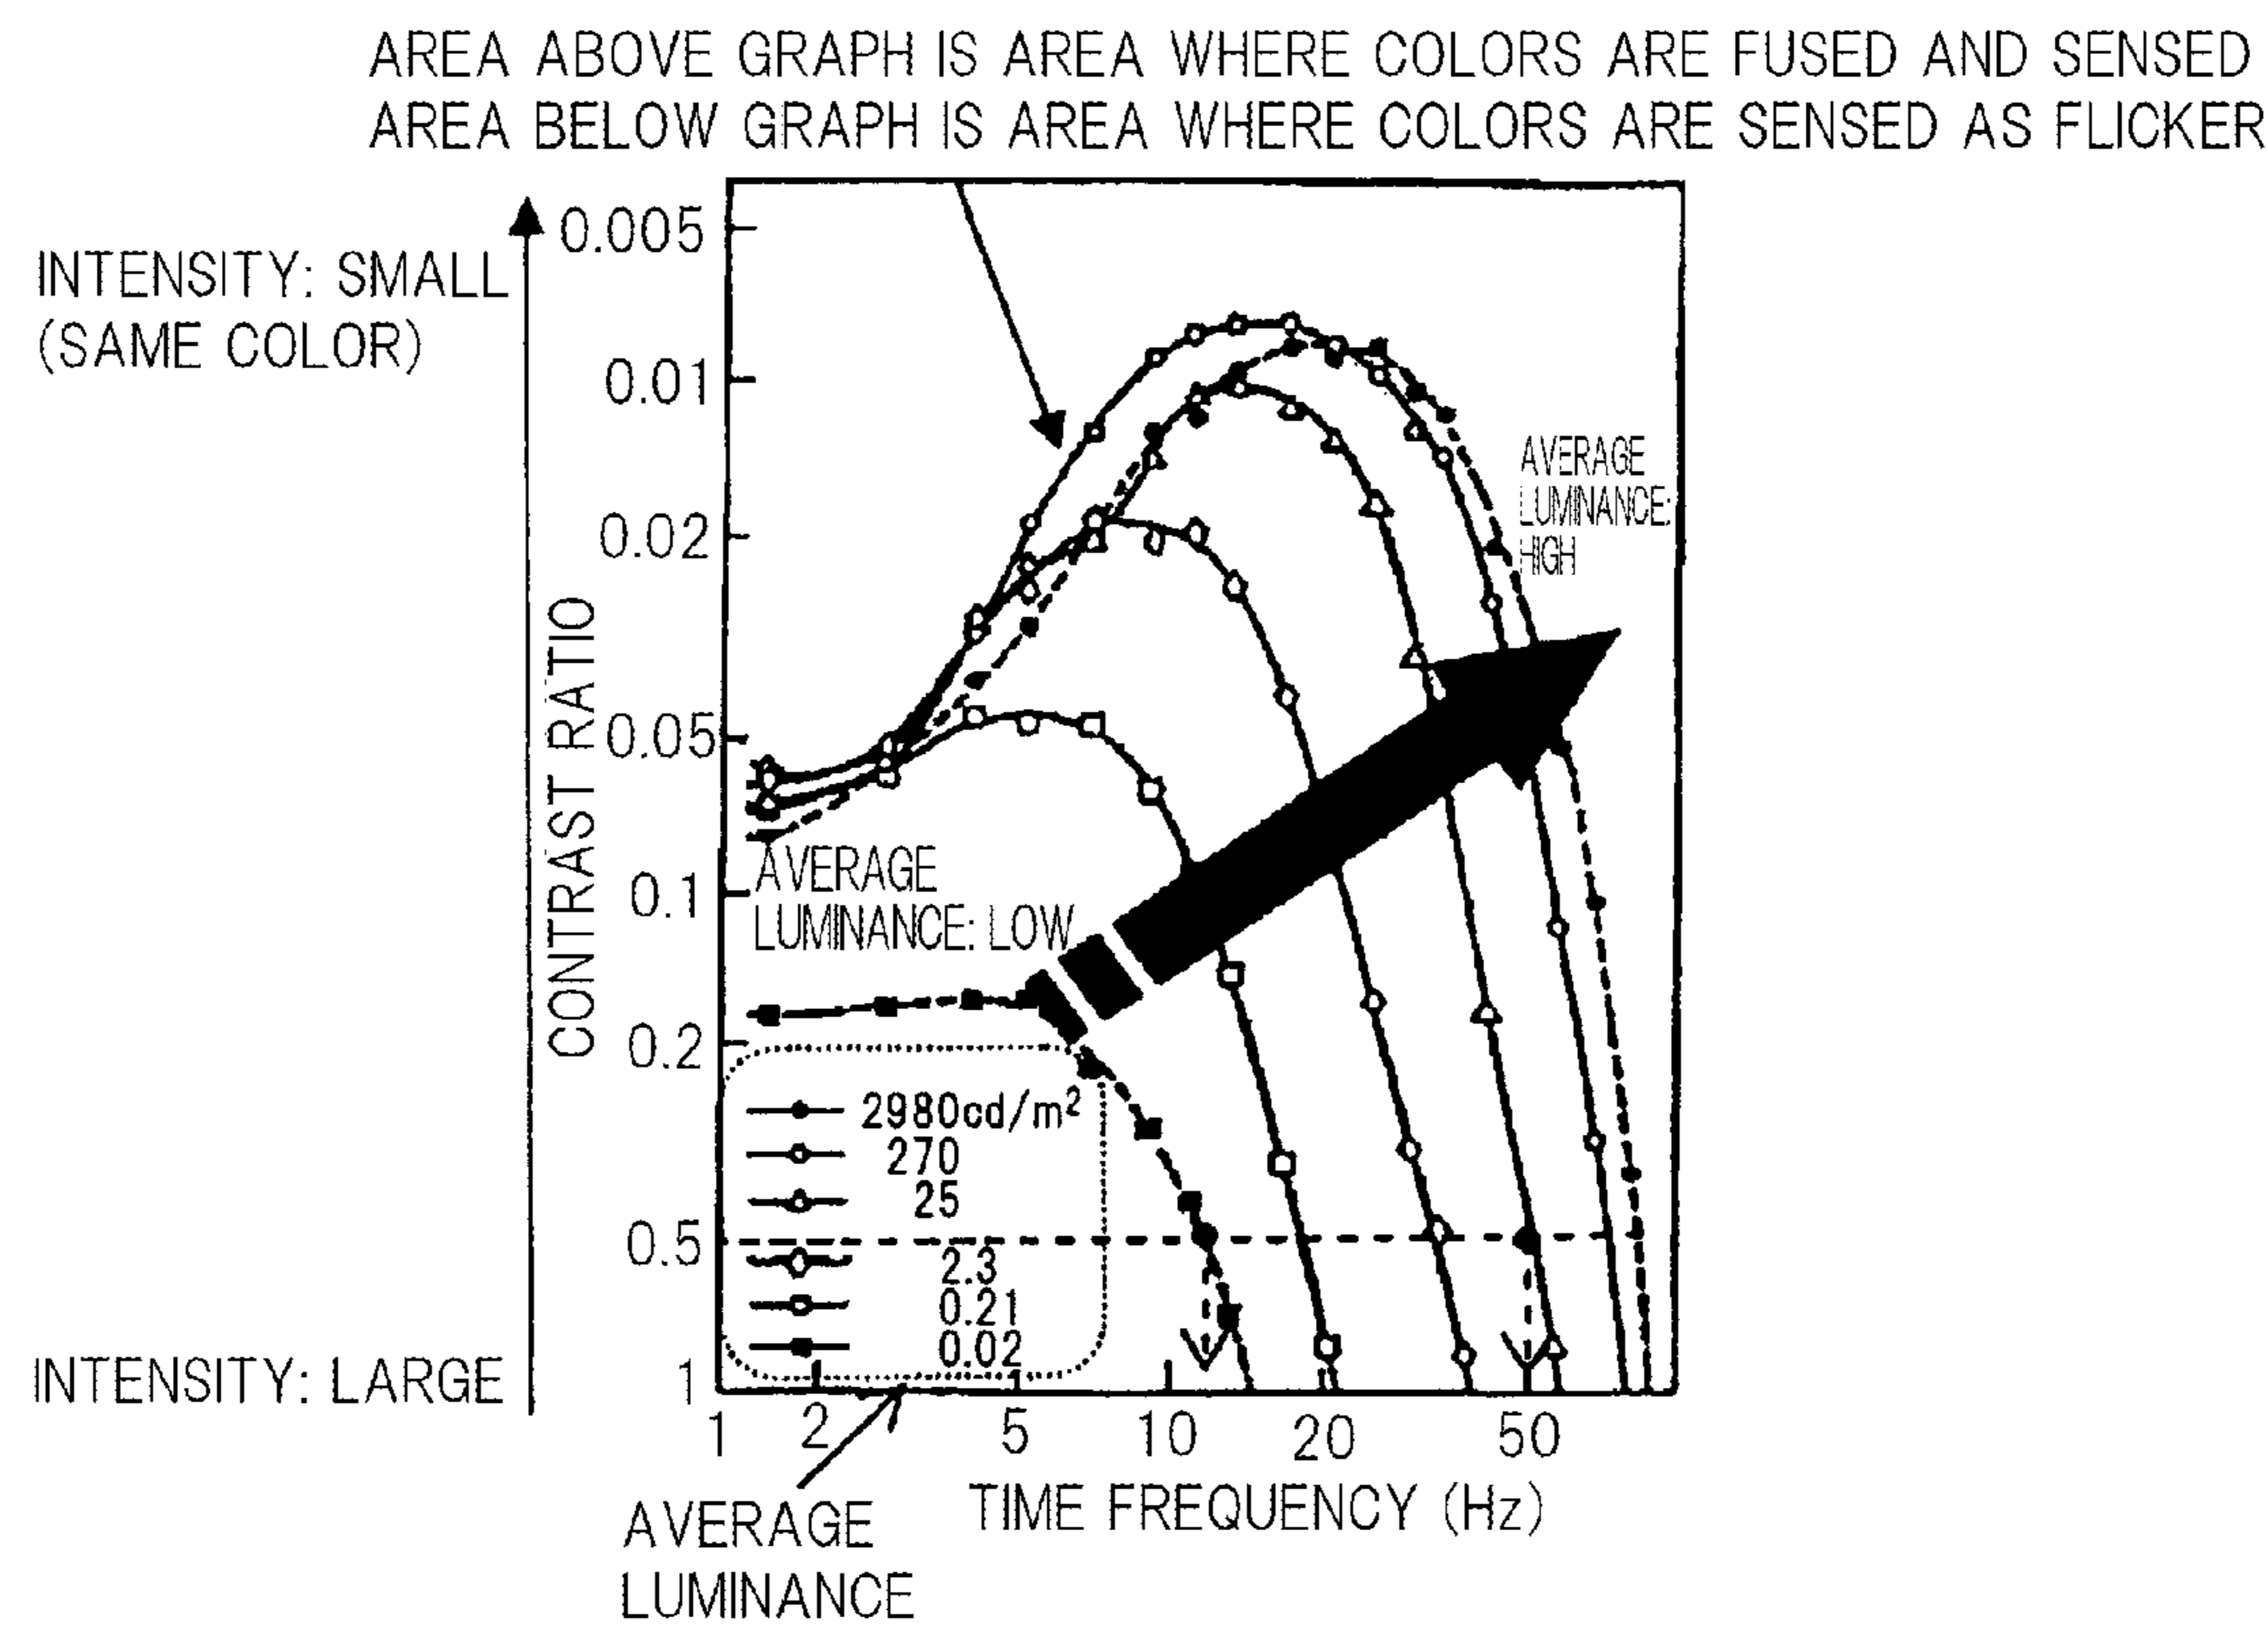 AREA ABOVE GRAPH IS AREA WHERE COLORS ARE FUSED AND SENSED
AREA BELOW GRAPH IS AREA WHERE COLORS ARE SENSED AS FLICKER
INTENSITY: SMALL
(SAME COLOR)
0.005
0.01
0.02
0.05
0.1
0.2
0.5
1
CONTRAST RATIO
AVERAGE
LUMINANCE:
HIGH
AVERAGE
LUMINANCE: LOW
2980cd/m²
270
25
2.3
0.21
0.02
INTENSITY: LARGE
1
2
5
10
20
50
TIME FREQUENCY (Hz)
AVERAGE
LUMINANCE